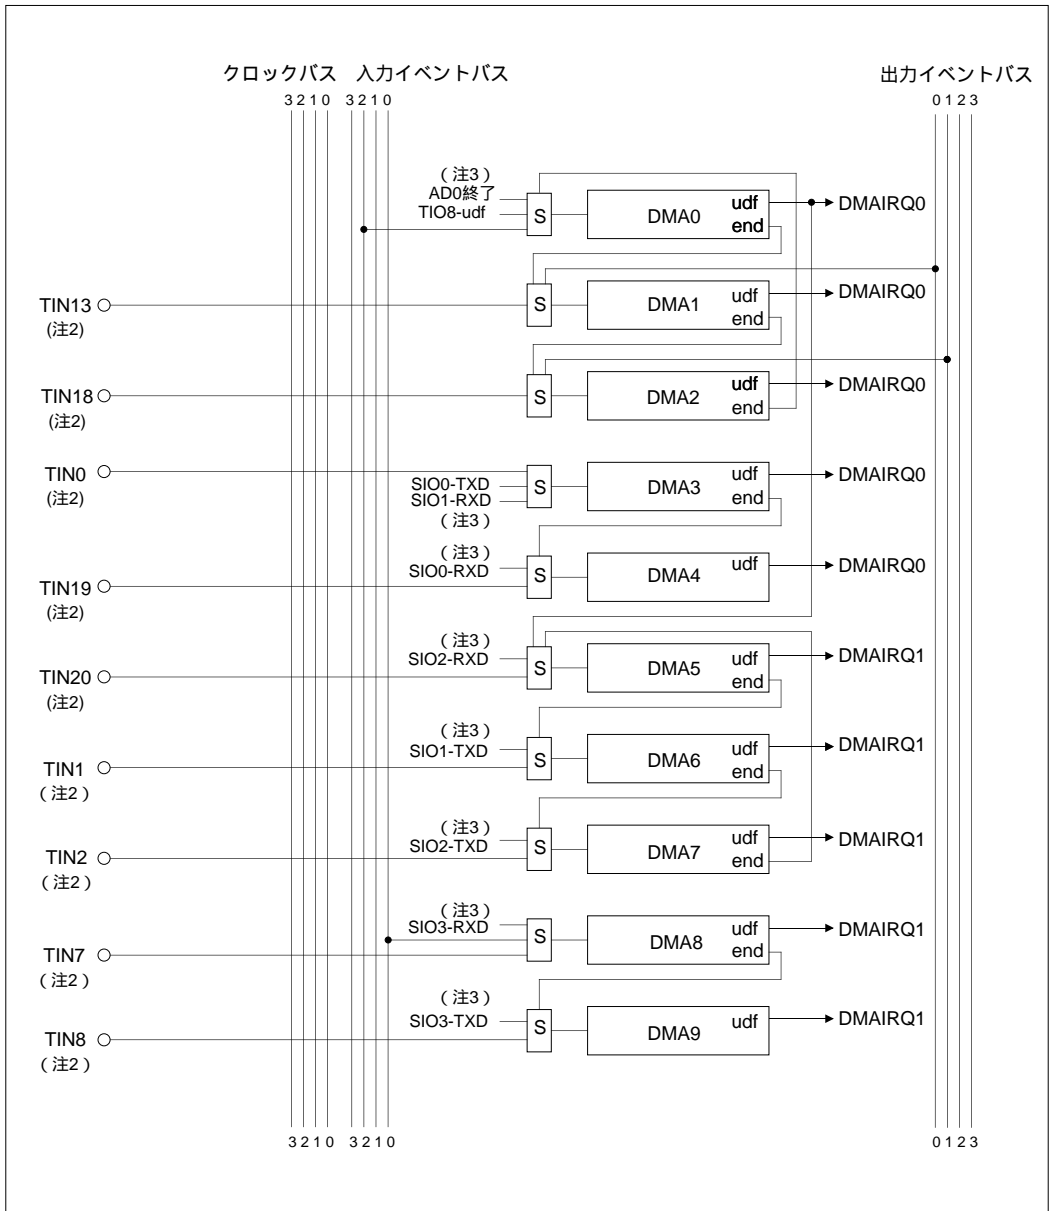 クロックバス 入力イベントバス 出力イベントバス
3 2 1 0 3 2 1 0 0 1 2 3
(注3)
AD0終了
TIO8-udf
S DMA0 udf end DMAIRQ0
TIN13
(注2)
S DMA1 udf end DMAIRQ0
TIN18
(注2)
S DMA2 udf end DMAIRQ0
TIN0
(注2)
SIO0-TXD
SIO1-RXD
(注3)
S DMA3 udf end DMAIRQ0
(注3)
SIO0-RXD
TIN19
(注2)
S DMA4 udf DMAIRQ0
(注3)
SIO2-RXD
TIN20
(注2)
S DMA5 udf end DMAIRQ1
(注3)
SIO1-TXD
TIN1
(注2)
S DMA6 udf end DMAIRQ1
(注3)
SIO2-TXD
TIN2
(注2)
S DMA7 udf end DMAIRQ1
(注3)
SIO3-RXD
TIN7
(注2)
S DMA8 udf end DMAIRQ1
(注3)
SIO3-TXD
TIN8
(注2)
S DMA9 udf DMAIRQ1
3 2 1 0 3 2 1 0 0 1 2 3